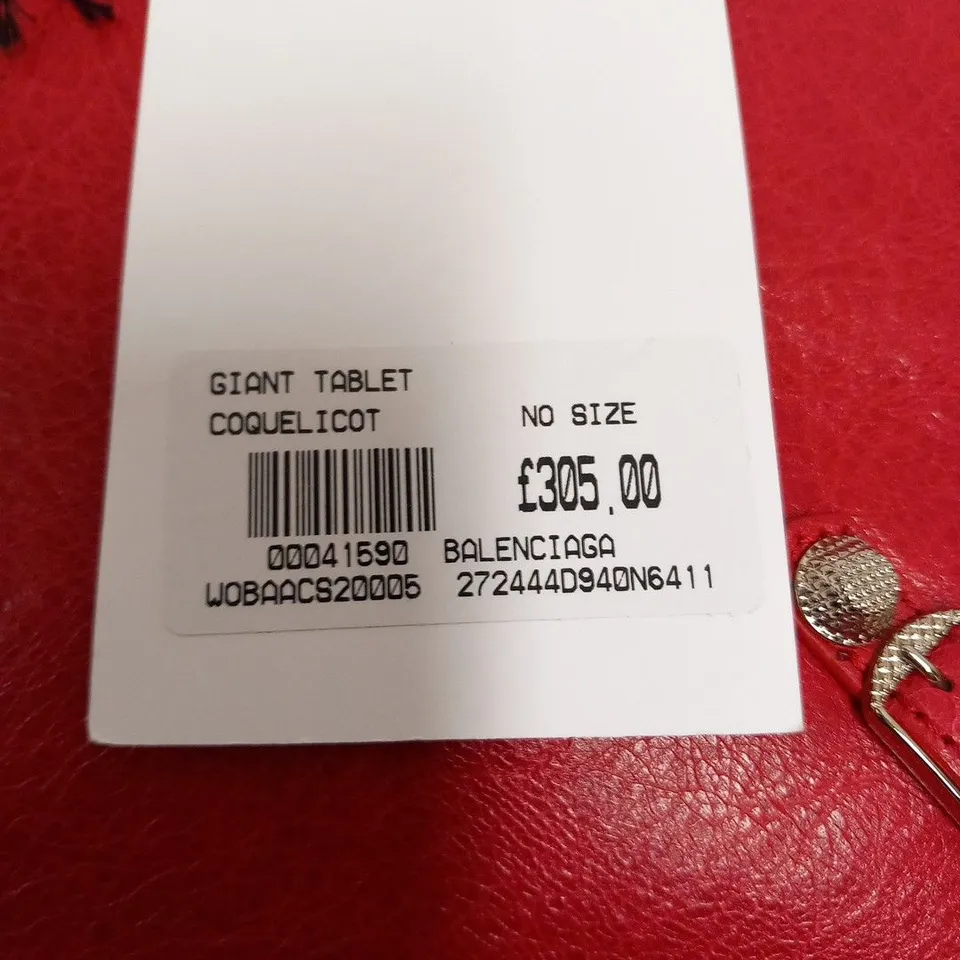 GIANT TABLET
COQUELICOT NO SIZE
£305.00
00041590 BALENCIAGA
WOBAACS20005 272444D940N6411